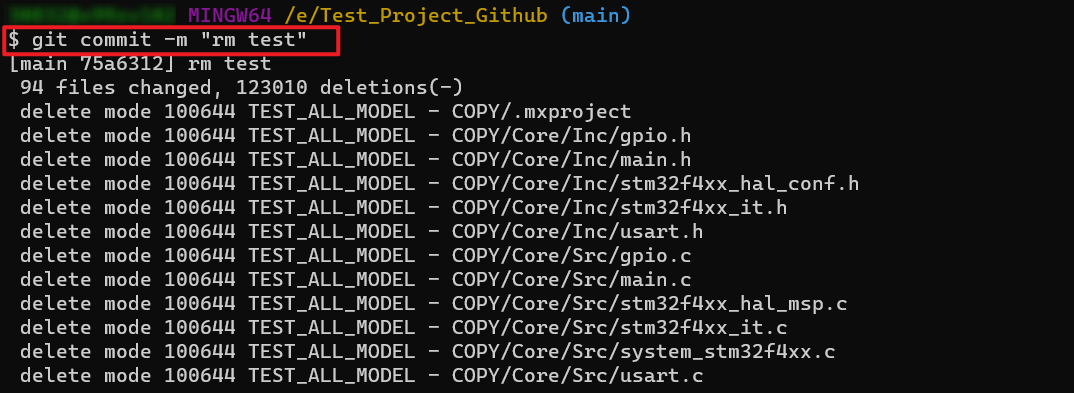 MINGW64 /e/Test_Project_Github (main)
$ git commit -m "rm test"
[main 75a6312] rm test
 94 files changed, 123010 deletions(-)
 delete mode 100644 TEST_ALL_MODEL - COPY/.mxproject
 delete mode 100644 TEST_ALL_MODEL - COPY/Core/Inc/gpio.h
 delete mode 100644 TEST_ALL_MODEL - COPY/Core/Inc/main.h
 delete mode 100644 TEST_ALL_MODEL - COPY/Core/Inc/stm32f4xx_hal_conf.h
 delete mode 100644 TEST_ALL_MODEL - COPY/Core/Inc/stm32f4xx_it.h
 delete mode 100644 TEST_ALL_MODEL - COPY/Core/Inc/usart.h
 delete mode 100644 TEST_ALL_MODEL - COPY/Core/Src/gpio.c
 delete mode 100644 TEST_ALL_MODEL - COPY/Core/Src/main.c
 delete mode 100644 TEST_ALL_MODEL - COPY/Core/Src/stm32f4xx_hal_msp.c
 delete mode 100644 TEST_ALL_MODEL - COPY/Core/Src/stm32f4xx_it.c
 delete mode 100644 TEST_ALL_MODEL - COPY/Core/Src/system_stm32f4xx.c
 delete mode 100644 TEST_ALL_MODEL - COPY/Core/Src/usart.c